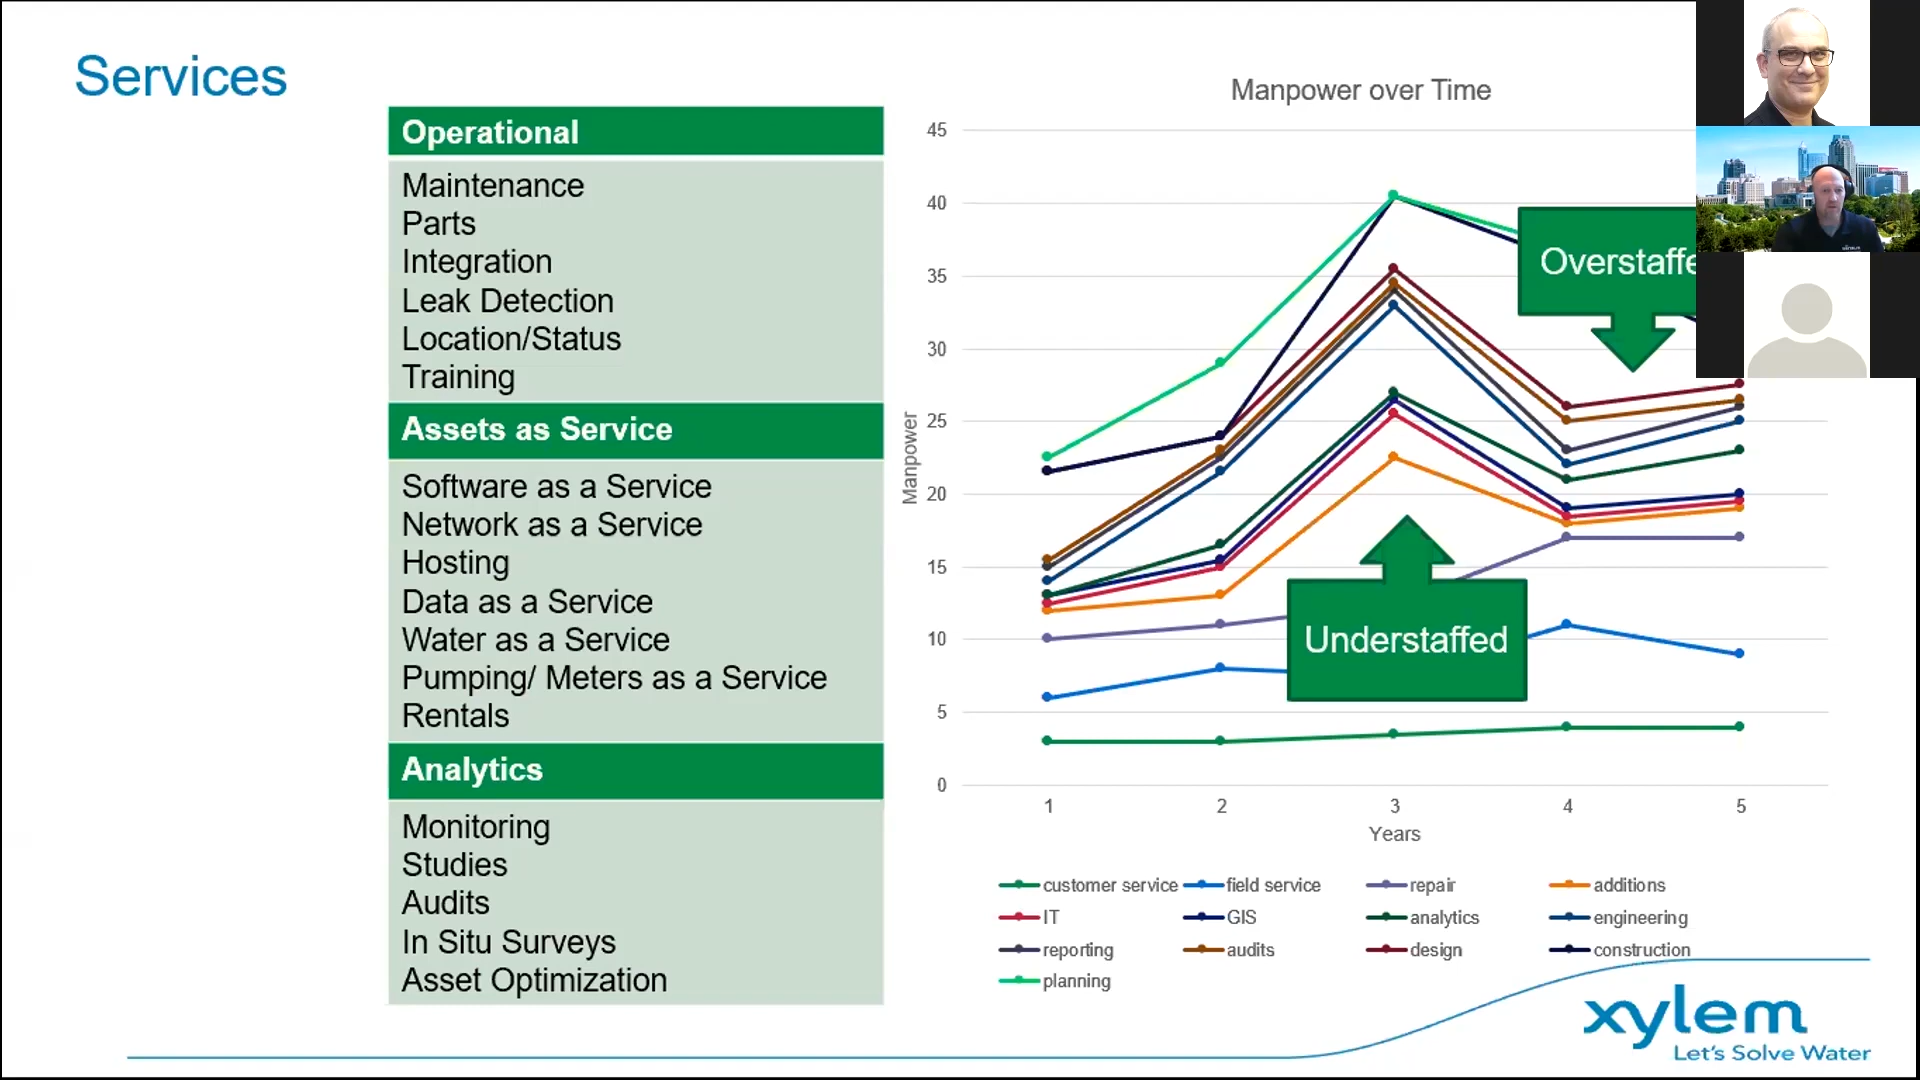 Services
Operational
Maintenance
Parts
Integration
Leak Detection
Location/Status
Training
Assets as Service
Software as a Service
Network as a Service
Hosting
Data as a Service
Water as a Service
Pumping/ Meters as a Service
Rentals
Analytics
Monitoring
Studies
Audits
In Situ Surveys
Asset Optimization
Manpower over Time
45
40
35
30
25
20
15
10
5
0
Manpower
Overstaffe
Understaffed
1 2 3 4 5
Years
customer service field service repair additions
IT GIS analytics engineering
reporting audits design construction
planning
xylem
Let's Solve Water